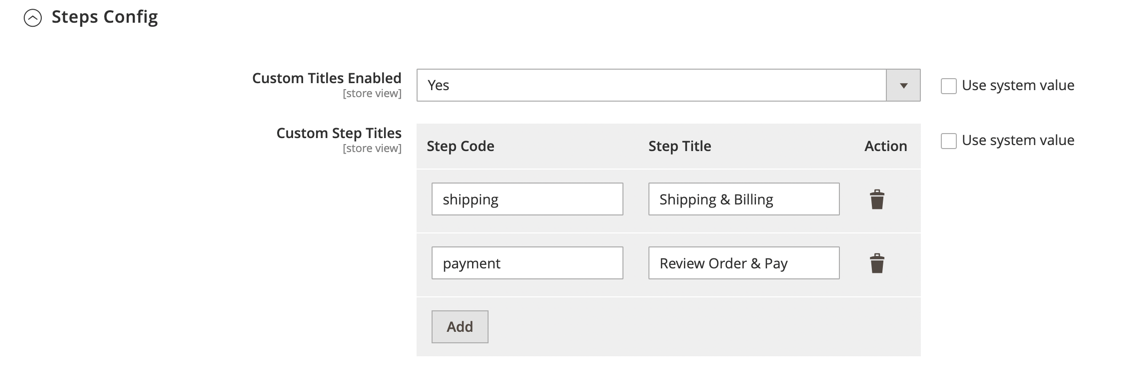 Steps Config
Custom Titles Enabled
[store view]
Yes
Use system value
Custom Step Titles
[store view]
Step Code Step Title Action
Use system value
shipping Shipping & Billing
payment Review Order & Pay
Add